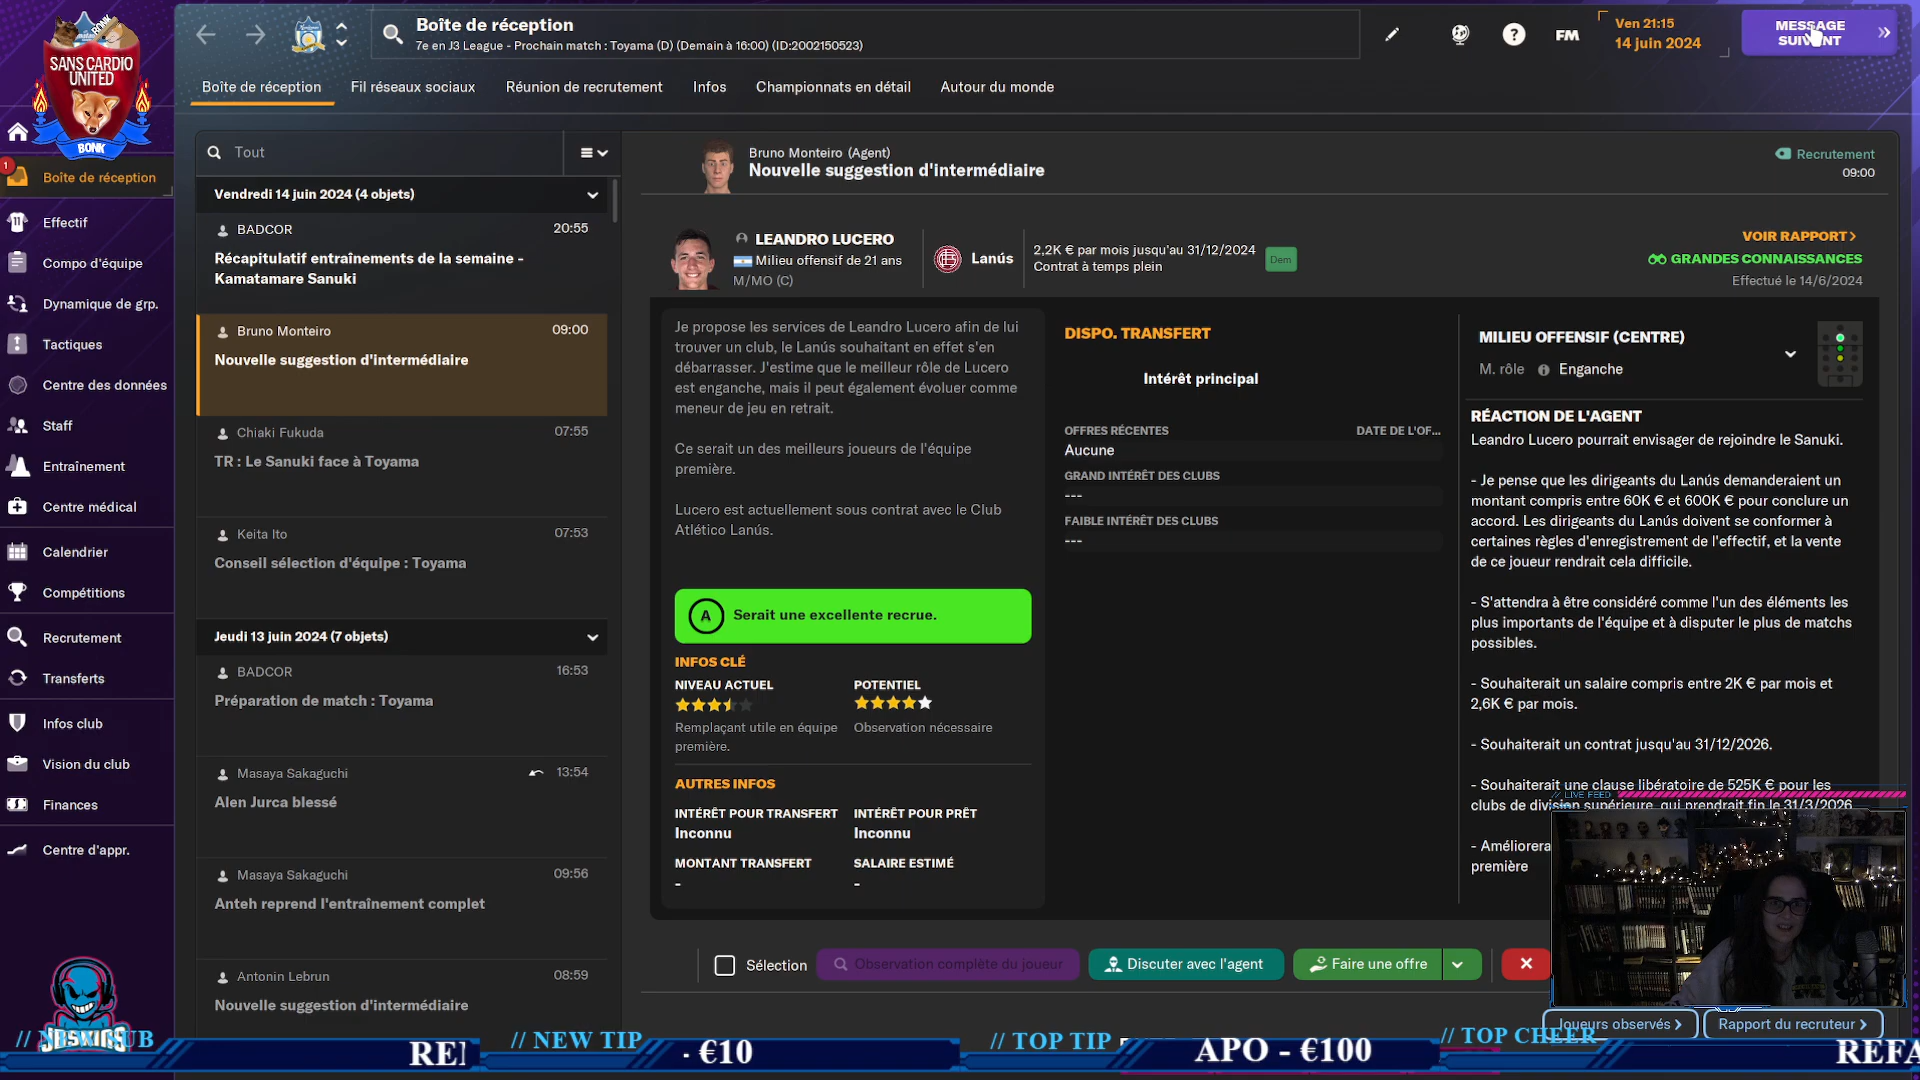 SANS CARDIO
UNITED
BONK
Boîte de réception
7e en J3 League - Prochain match : Toyama (D) (Demain à 16:00) (ID:2002150523)
FM
Ven 21:15
14 juin 2024
MESSAGE
SUIVANT
Boîte de réception
Fil réseaux sociaux
Réunion de recrutement
Infos
Championnats en détail
Autour du monde
1
Boîte de réception
Effectif
Compo d'équipe
Dynamique de grp.
Tactiques
Centre des données
Staff
Entraînement
Centre médical
Calendrier
Compétitions
Recrutement
Transferts
Infos club
Vision du club
Finances
Centre d'appr.
Tout
Vendredi 14 juin 2024 (4 objets)
BADCOR
20:55
Récapitulatif entraînements de la semaine -
Kamatamare Sanuki
Bruno Monteiro
09:00
Nouvelle suggestion d'intermédiaire
Chiaki Fukuda
07:55
TR : Le Sanuki face à Toyama
Keita Ito
07:53
Conseil sélection d'équipe : Toyama
Jeudi 13 juin 2024 (7 objets)
BADCOR
16:53
Préparation de match : Toyama
Masaya Sakaguchi
13:54
Alen Jurca blessé
Masaya Sakaguchi
09:56
Anteh reprend l'entraînement complet
Antonin Lebrun
08:59
Nouvelle suggestion d'intermédiaire
Bruno Monteiro (Agent)
Nouvelle suggestion d'intermédiaire
Recrutement
09:00
LEANDRO LUCERO
Milieu offensif de 21 ans
M/MO (C)
Lanús
2,2K € par mois jusqu'au 31/12/2024
Contrat à temps plein
Dem
VOIR RAPPORT
GRANDES CONNAISSANCES
Effectué le 14/6/2024
Je propose les services de Leandro Lucero afin de lui
trouver un club, le Lanús souhaitant en effet s'en
débarrasser. J'estime que le meilleur rôle de Lucero
est enganche, mais il peut également évoluer comme
meneur de jeu en retrait.
Ce serait un des meilleurs joueurs de l'équipe
première.
Lucero est actuellement sous contrat avec le Club
Atlético Lanús.
A
Serait une excellente recrue.
INFOS CLÉ
NIVEAU ACTUEL
POTENTIEL
Remplaçant utile en équipe
première.
Observation nécessaire
AUTRES INFOS
INTÉRÊT POUR TRANSFERT
INTÉRÊT POUR PRÊT
Inconnu
Inconnu
MONTANT TRANSFERT
SALAIRE ESTIMÉ
-
-
DISPO. TRANSFERT
Intérêt principal
OFFRES RÉCENTES
DATE DE L'OF...
Aucune
GRAND INTÉRÊT DES CLUBS
---
FAIBLE INTÉRÊT DES CLUBS
---
MILIEU OFFENSIF (CENTRE)
M. rôle
Enganche
RÉACTION DE L'AGENT
Leandro Lucero pourrait envisager de rejoindre le Sanuki.
- Je pense que les dirigeants du Lanús demanderaient un
montant compris entre 60K € et 600K € pour conclure un
accord. Les dirigeants du Lanús doivent se conformer à
certaines règles d'enregistrement de l'effectif, et la vente
de ce joueur rendrait cela difficile.
- S'attendra à être considéré comme l'un des éléments les
plus importants de l'équipe et à disputer le plus de matchs
possibles.
- Souhaiterait un salaire compris entre 2K € par mois et
2,6K € par mois.
- Souhaiterait un contrat jusqu'au 31/12/2026.
- Souhaiterait une clause libératoire de 525K € pour les
clubs de division supérieure, qui prendrait fin le 31/3/2026
- Améliorera
première
// LIVE FEED
Sélection
Observation complète du joueur
Discuter avec l'agent
Faire une offre
Joueurs observés
Rapport du recruteur
// NEW SUB
// NEW TIP
// TOP TIP
// TOP CHEER
- €10
APO - €100
REFA